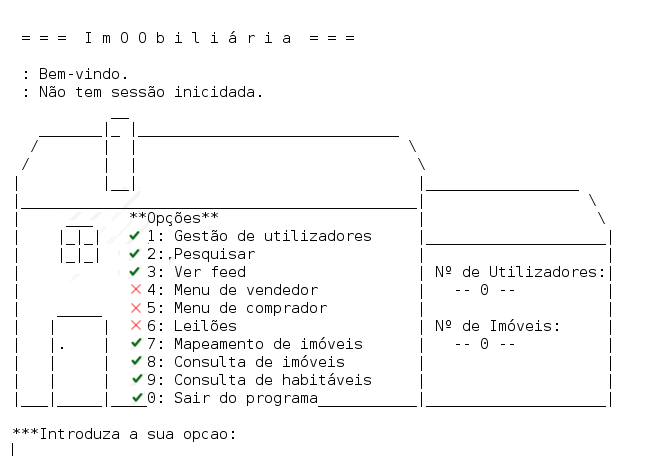 = = = I m O O b i l i á r i a = = =
: Bem-vindo.
: Não tem sessão inicidada.
**Opções**
1: Gestão de utilizadores
2: Pesquisar
3: Ver feed
Nº de Utilizadores:
4: Menu de vendedor
-- 0 --
5: Menu de comprador
6: Leilões
Nº de Imóveis:
7: Mapeamento de imóveis
-- 0 --
8: Consulta de imóveis
9: Consulta de habitáveis
0: Sair do programa
***Introduza a sua opcao: